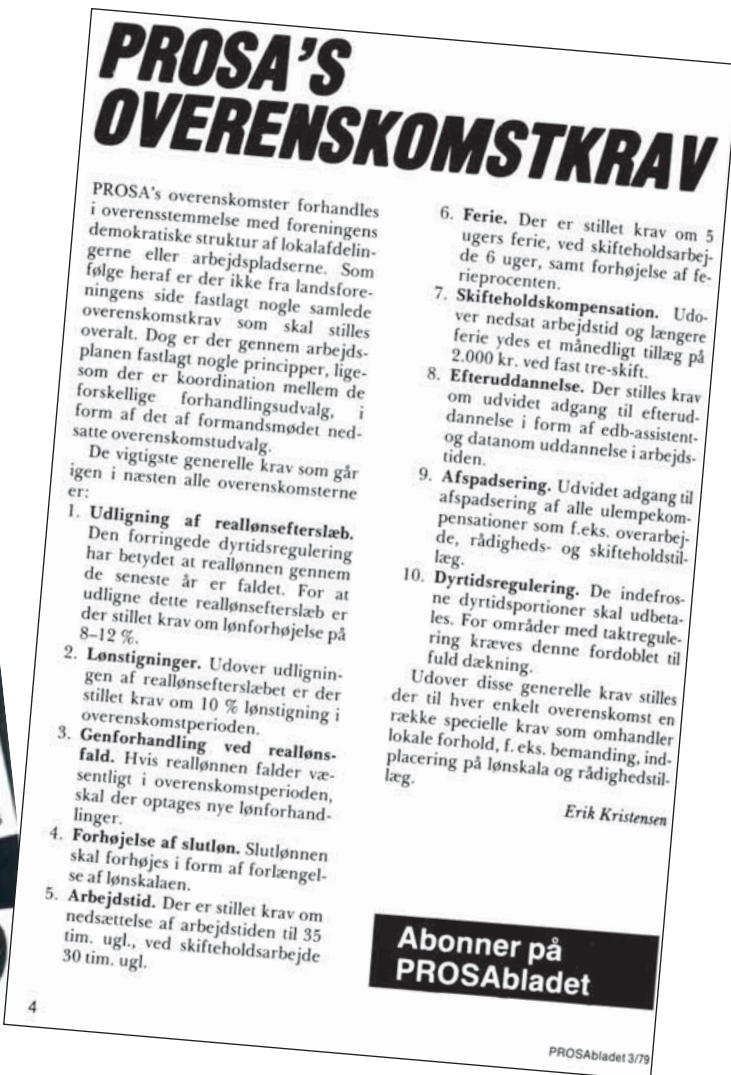 PROSA'S
OVERENSKOMSTKRAV
PROSA's overenskomster forhandles
i overensstemmelse med foreningens
demokratiske struktur af lokalafdelin-
gerne eller arbejdspladserne. Som
følge heraf er der ikke fra landsfore-
ningens side fastlagt nogle samlede
overenskomstkrav som skal stilles
overalt. Dog er der gennem arbejds-
planen fastlagt nogle principper, lige-
som der er koordination mellem de
forskellige forhandlingsudvalg, i
form af det af formandsmødet ned-
satte overenskomstudvalg.
De vigtigste generelle krav som går
igen i næsten alle overenskomsterne
er:
1. Udligning af reallønsefterslæb.
Den forringede dyrtidsregulering
har betydet at reallønnen gennem
de seneste år er faldet. For at
udligne dette reallønsefterslæb er
der stillet krav om lønforhøjelse på
8–12 %.
2. Lønstigninger. Udover udlignin-
gen af reallønsefterslæbet er der
stillet krav om 10 % lønstigning i
overenskomstperioden.
3. Genforhandling ved realløns-
fald. Hvis reallønnen falder væ-
sentligt i overenskomstperioden,
skal der optages nye lønforhand-
linger.
4. Forhøjelse af slutløn. Slutlønnen
skal forhøjes i form af forlængel-
se af lønskalaen.
5. Arbejdstid. Der er stillet krav om
nedsættelse af arbejdstiden til 35
tim. ugl., ved skifteholdsarbejde
30 tim. ugl.
6. Ferie. Der er stillet krav om 5
ugers ferie, ved skifteholdsarbej-
de 6 uger, samt forhøjelse af fe-
rieprocenten.
7. Skifteholdskompensation. Udo-
ver nedsat arbejdstid og længere
ferie ydes et månedligt tillæg på
2.000 kr. ved fast tre-skift.
8. Efteruddannelse. Der stilles krav
om udvidet adgang til efterud-
dannelse i form af edb-assistent-
og datanom uddannelse i arbejds-
tiden.
9. Afspadsering. Udvidet adgang til
afspadsering af alle ulempekom-
pensationer som f.eks. overarbej-
de, rådigheds- og skifteholdstil-
læg.
10. Dyrtidsregulering. De indefros-
ne dyrtidsportioner skal udbeta-
les. For områder med taktregule-
ring kræves denne fordoblet til
fuld dækning.
Udover disse generelle krav stilles
der til hver enkelt overenskomst en
række specielle krav som omhandler
lokale forhold, f. eks. bemanding, ind-
placering på lønskala og rådighedstil-
læg.
Erik Kristensen
Abonner på
PROSAbladet
4
PROSAbladet 3/79